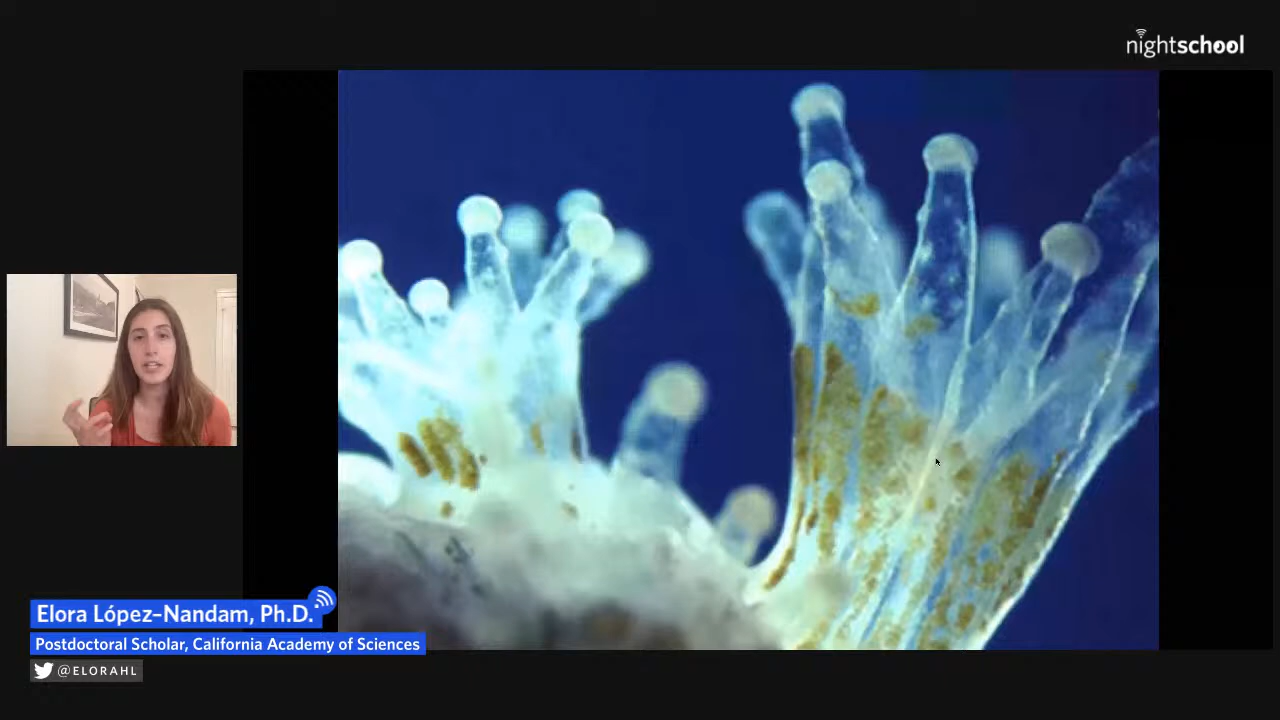 nightschool
Elora López-Nandam, Ph.D.
Postdoctoral Scholar, California Academy of Sciences
@ELORAHL